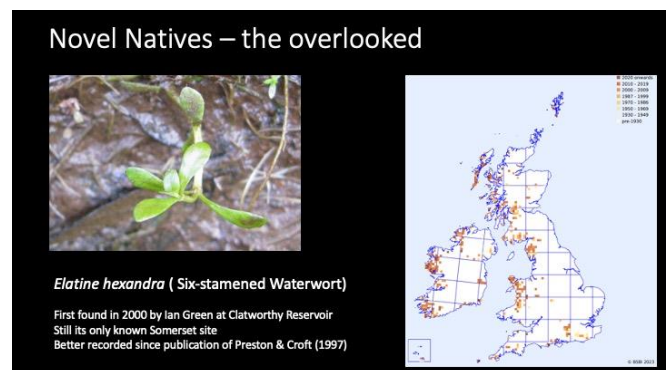 Novel Natives – the overlooked
2020 onwards
2010 - 2019
2000 - 2009
1987 - 1999
1970 - 1986
1950 - 1969
1930 - 1949
pre-1930
Elatine hexandra ( Six-stamened Waterwort)
First found in 2000 by Ian Green at Clatworthy Reservoir
Still its only known Somerset site
Better recorded since publication of Preston & Croft (1997)
© BSBI 2023